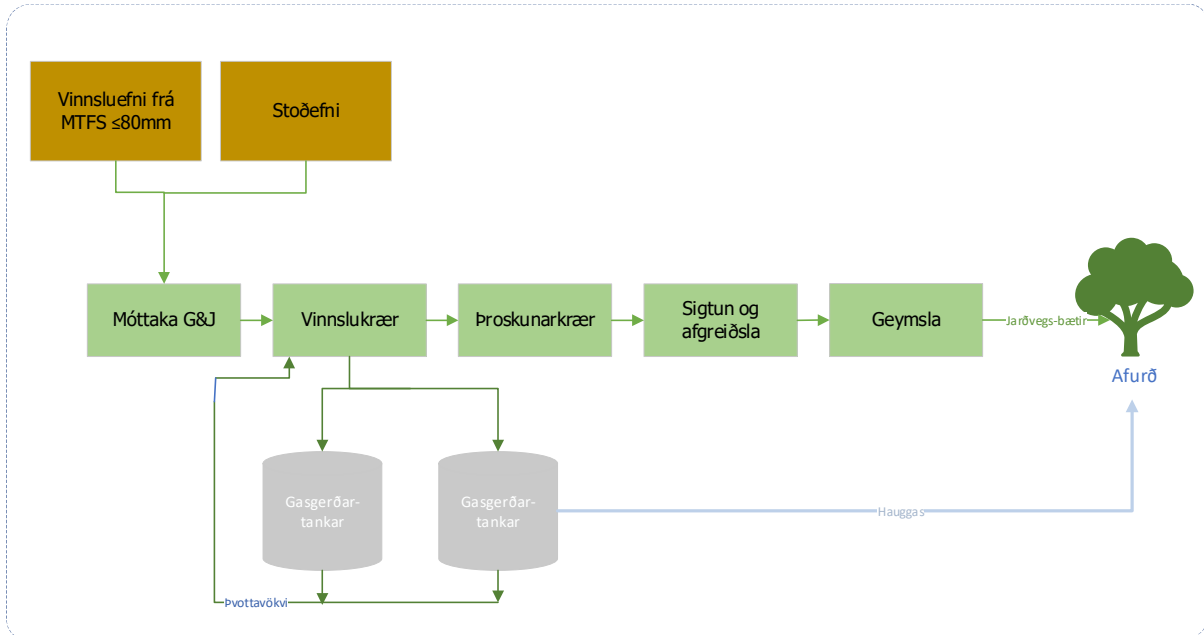 Vinnsluefni frá
MTFS ≤80mm
Stoðefni
Móttaka G&J
Vinnslukrær
Þroskunarkrær
Sigtun og
afgreiðsla
Geymsla
Jarðvegs-bætir
Afurð
Gasgerðar-
tankar
Gasgerðar-
tankar
Hauggas
Þvottavökvi